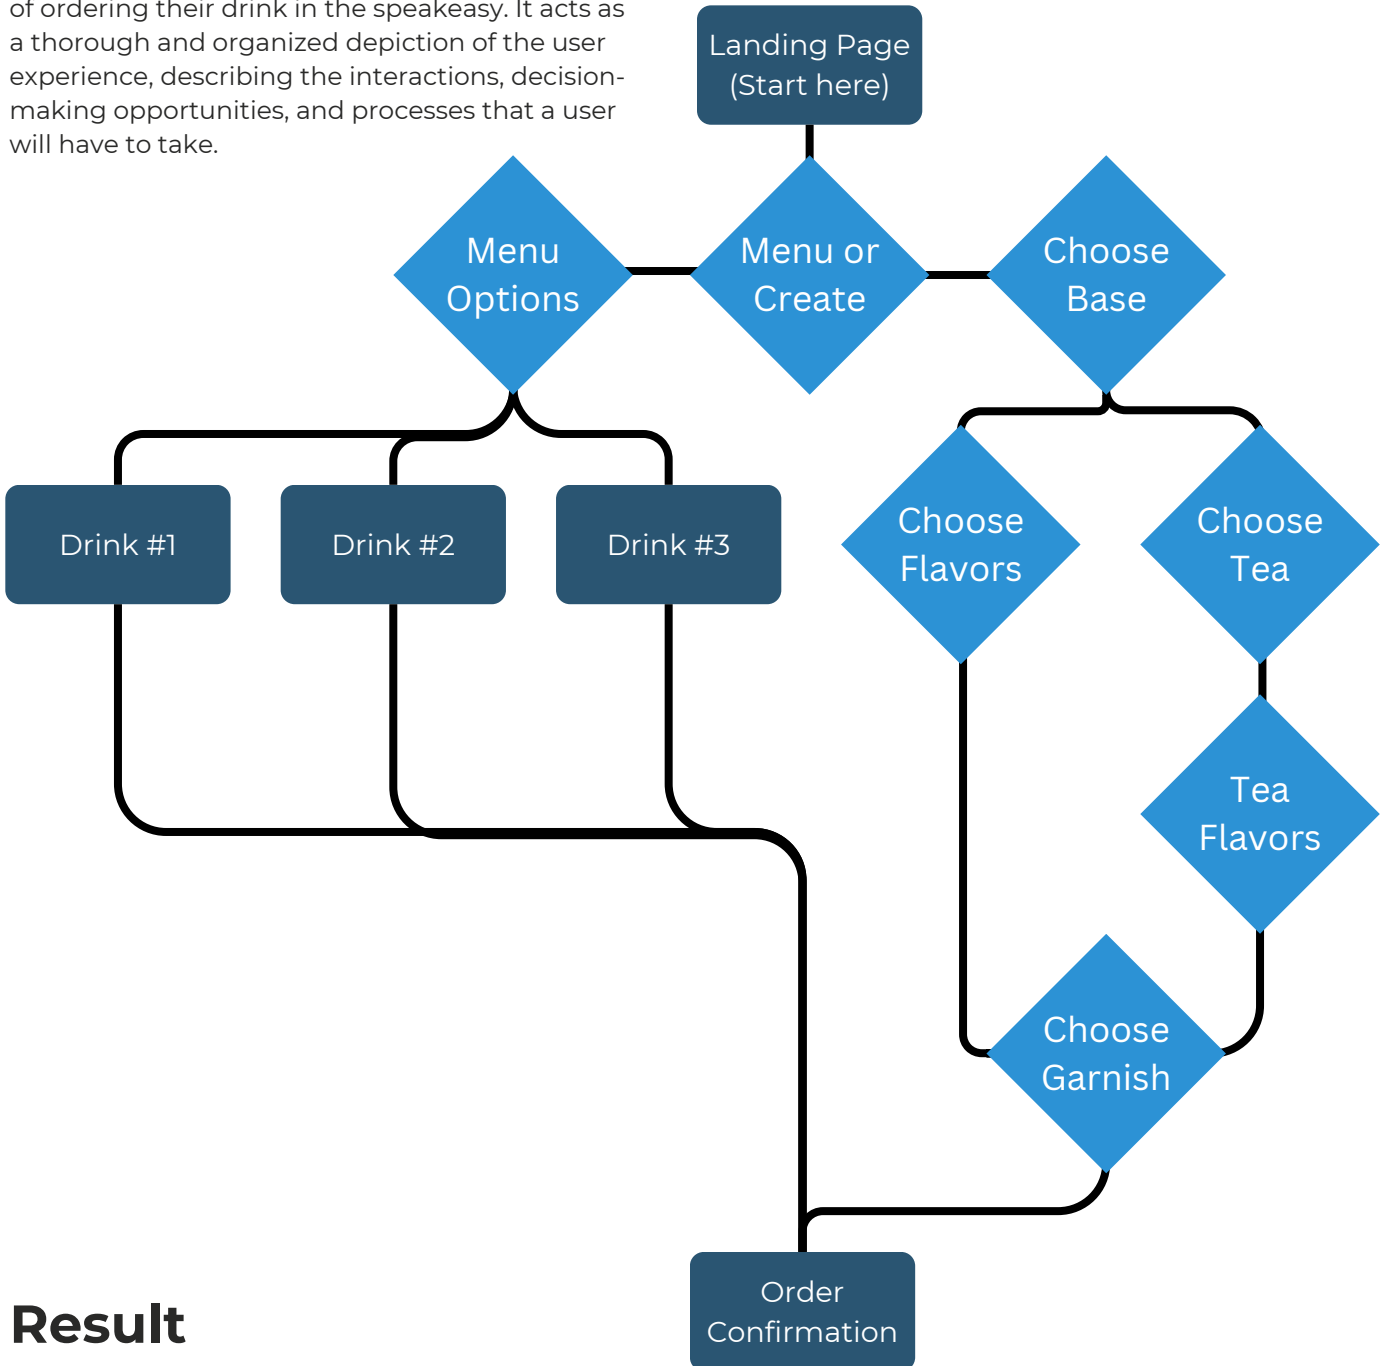 of ordering their drink in the speakeasy. It acts as
a thorough and organized depiction of the user
experience, describing the interactions, decision-
making opportunities, and processes that a user
will have to take.
Landing Page
(Start here)
Menu
Options
Menu or
Create
Choose
Base
Drink #1
Drink #2
Drink #3
Choose
Flavors
Choose
Tea
Tea
Flavors
Choose
Garnish
Order
Confirmation
Result